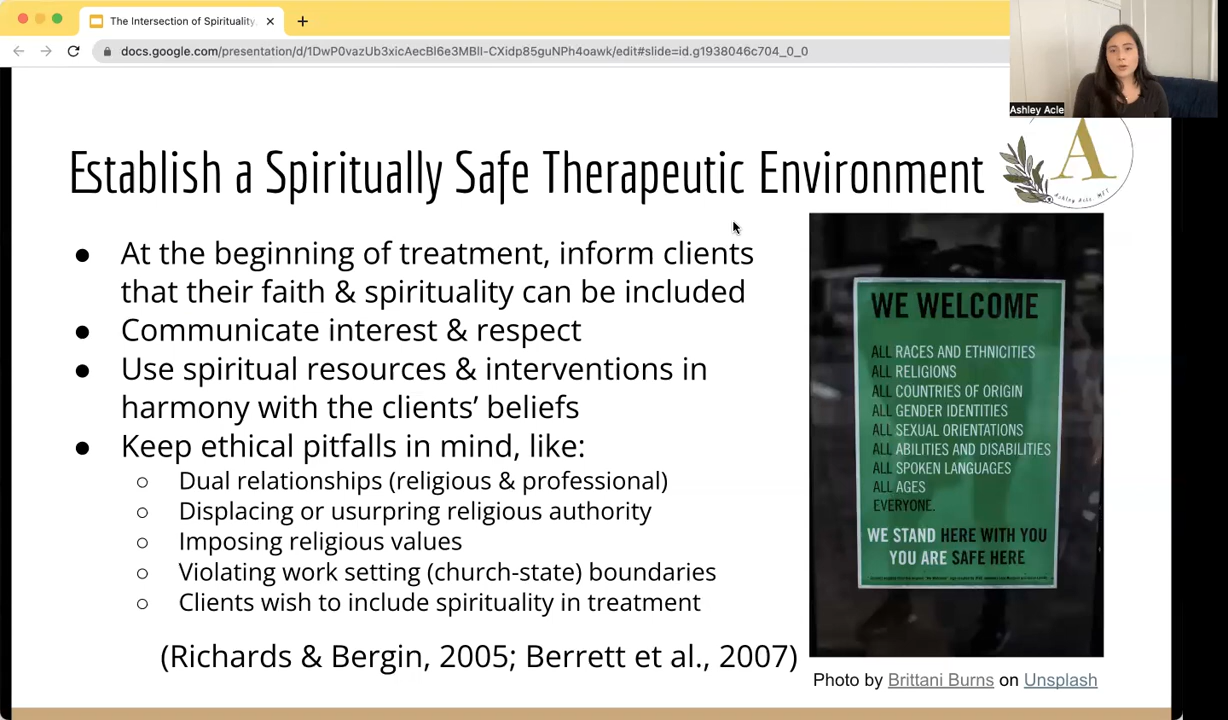 The Intersection of Spirituality,
docs.google.com/presentation/d/1DwP0vazUb3xicAecBl6e3MBlI-CXidp85guNPh4oawk/edit#slide=id.g1938046c704_0_0
Ashley Acle
Establish a Spiritually Safe Therapeutic Environment
A
Ashley Acle, MFT
● At the beginning of treatment, inform clients
that their faith & spirituality can be included
● Communicate interest & respect
● Use spiritual resources & interventions in
harmony with the clients’ beliefs
● Keep ethical pitfalls in mind, like:
○ Dual relationships (religious & professional)
○ Displacing or usurpring religious authority
○ Imposing religious values
○ Violating work setting (church-state) boundaries
○ Clients wish to include spirituality in treatment
(Richards & Bergin, 2005; Berrett et al., 2007)
WE WELCOME
ALL RACES AND ETHNICITIES
ALL RELIGIONS
ALL COUNTRIES OF ORIGIN
ALL GENDER IDENTITIES
ALL SEXUAL ORIENTATIONS
ALL ABILITIES AND DISABILITIES
ALL SPOKEN LANGUAGES
ALL AGES
EVERYONE.
WE STAND HERE WITH YOU
YOU ARE SAFE HERE
Photo by Brittani Burns on Unsplash